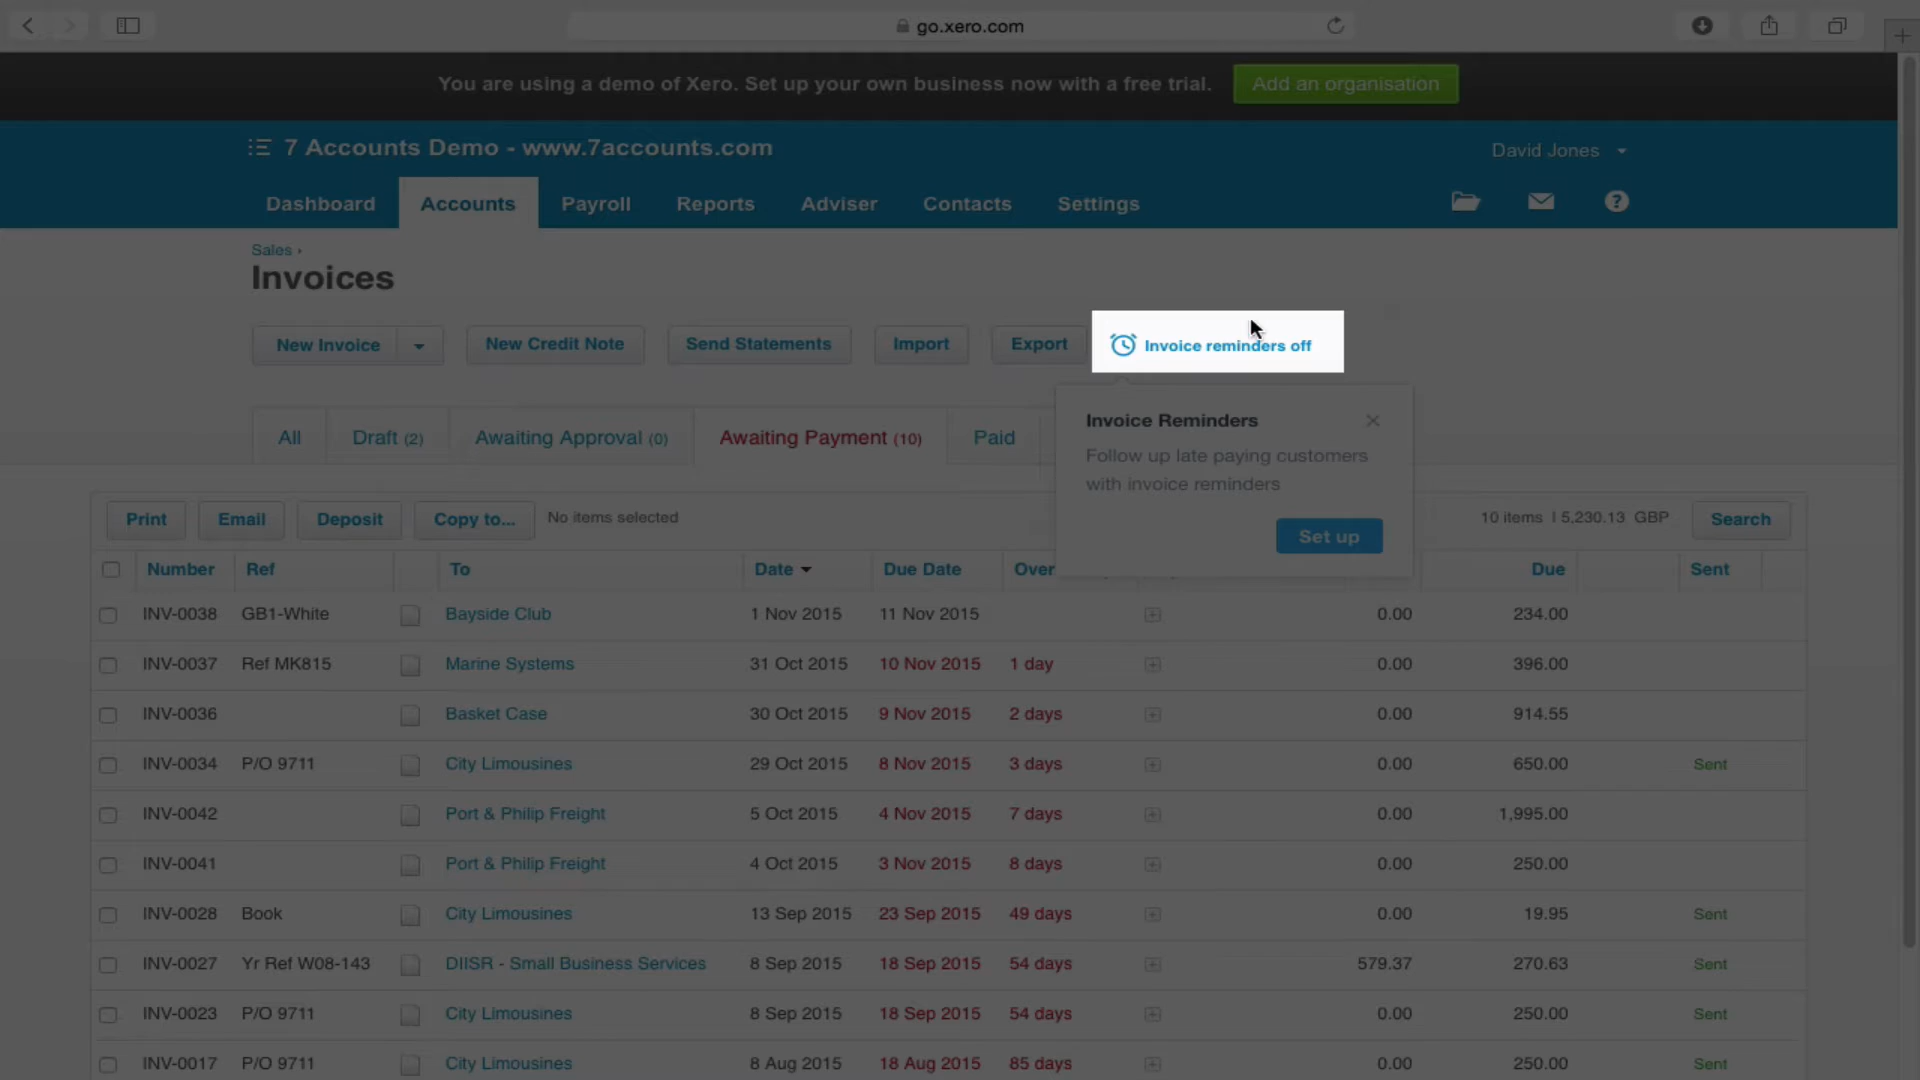 go.xero.com
You are using a demo of Xero. Set up your own business now with a free trial. Add an organisation
7 Accounts Demo - www.7accounts.com David Jones
Dashboard Accounts Payroll Reports Adviser Contacts Settings ?
Sales ›
Invoices
New Invoice New Credit Note Send Statements Import Export Invoice reminders off
All Draft (2) Awaiting Approval (0) Awaiting Payment (10) Paid
Invoice Reminders
Follow up late paying customers
with invoice reminders
Set up
Print Email Deposit Copy to... No items selected 10 items | 5,230.13 GBP Search
Number Ref To Date Due Date Over Due Sent
INV-0038 GB1-White Bayside Club 1 Nov 2015 11 Nov 2015 0.00 234.00
INV-0037 Ref MK815 Marine Systems 31 Oct 2015 10 Nov 2015 1 day 0.00 396.00
INV-0036 Basket Case 30 Oct 2015 9 Nov 2015 2 days 0.00 914.55
INV-0034 P/O 9711 City Limousines 29 Oct 2015 8 Nov 2015 3 days 0.00 650.00 Sent
INV-0042 Port & Philip Freight 5 Oct 2015 4 Nov 2015 7 days 0.00 1,995.00
INV-0041 Port & Philip Freight 4 Oct 2015 3 Nov 2015 8 days 0.00 250.00
INV-0028 Book City Limousines 13 Sep 2015 23 Sep 2015 49 days 0.00 19.95 Sent
INV-0027 Yr Ref W08-143 DIISR - Small Business Services 8 Sep 2015 18 Sep 2015 54 days 579.37 270.63 Sent
INV-0023 P/O 9711 City Limousines 8 Sep 2015 18 Sep 2015 54 days 0.00 250.00 Sent
INV-0017 P/O 9711 City Limousines 8 Aug 2015 18 Aug 2015 85 days 0.00 250.00 Sent